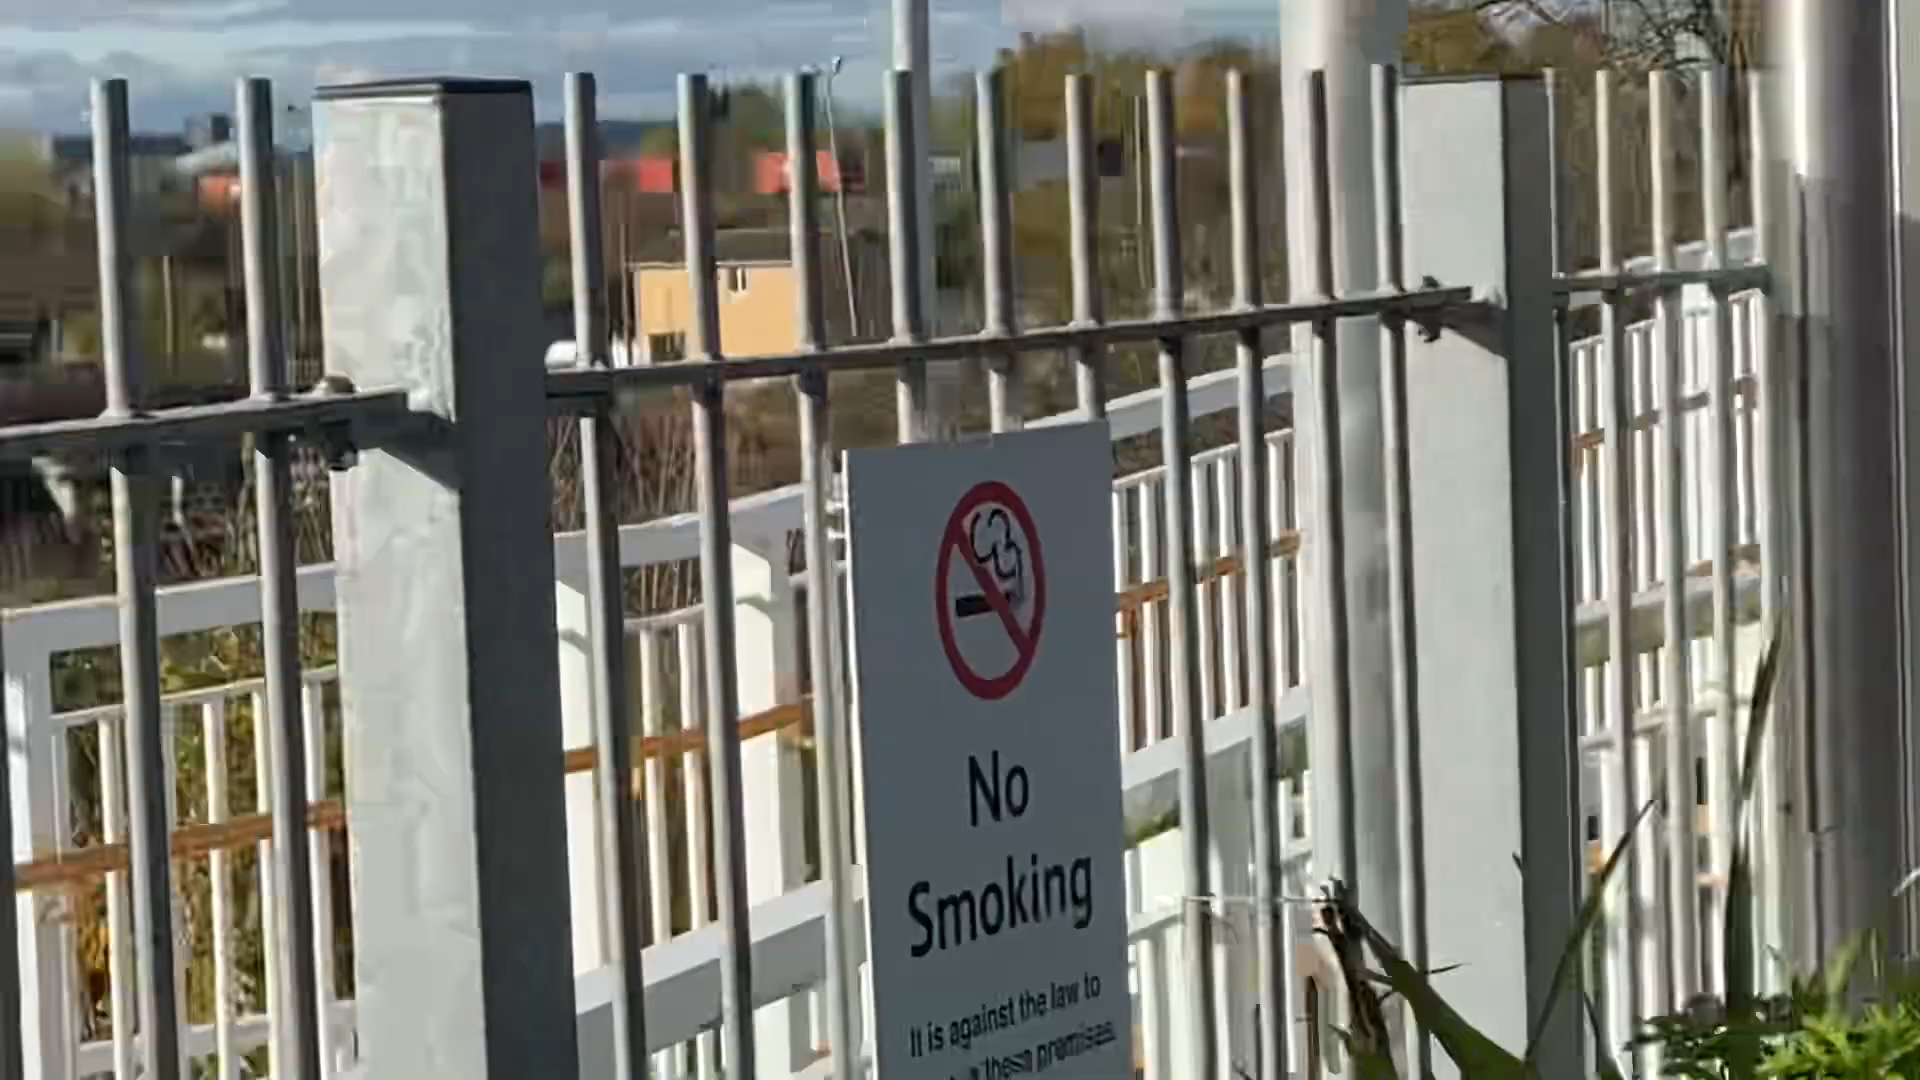 No
Smoking
It is against the law to
these premises